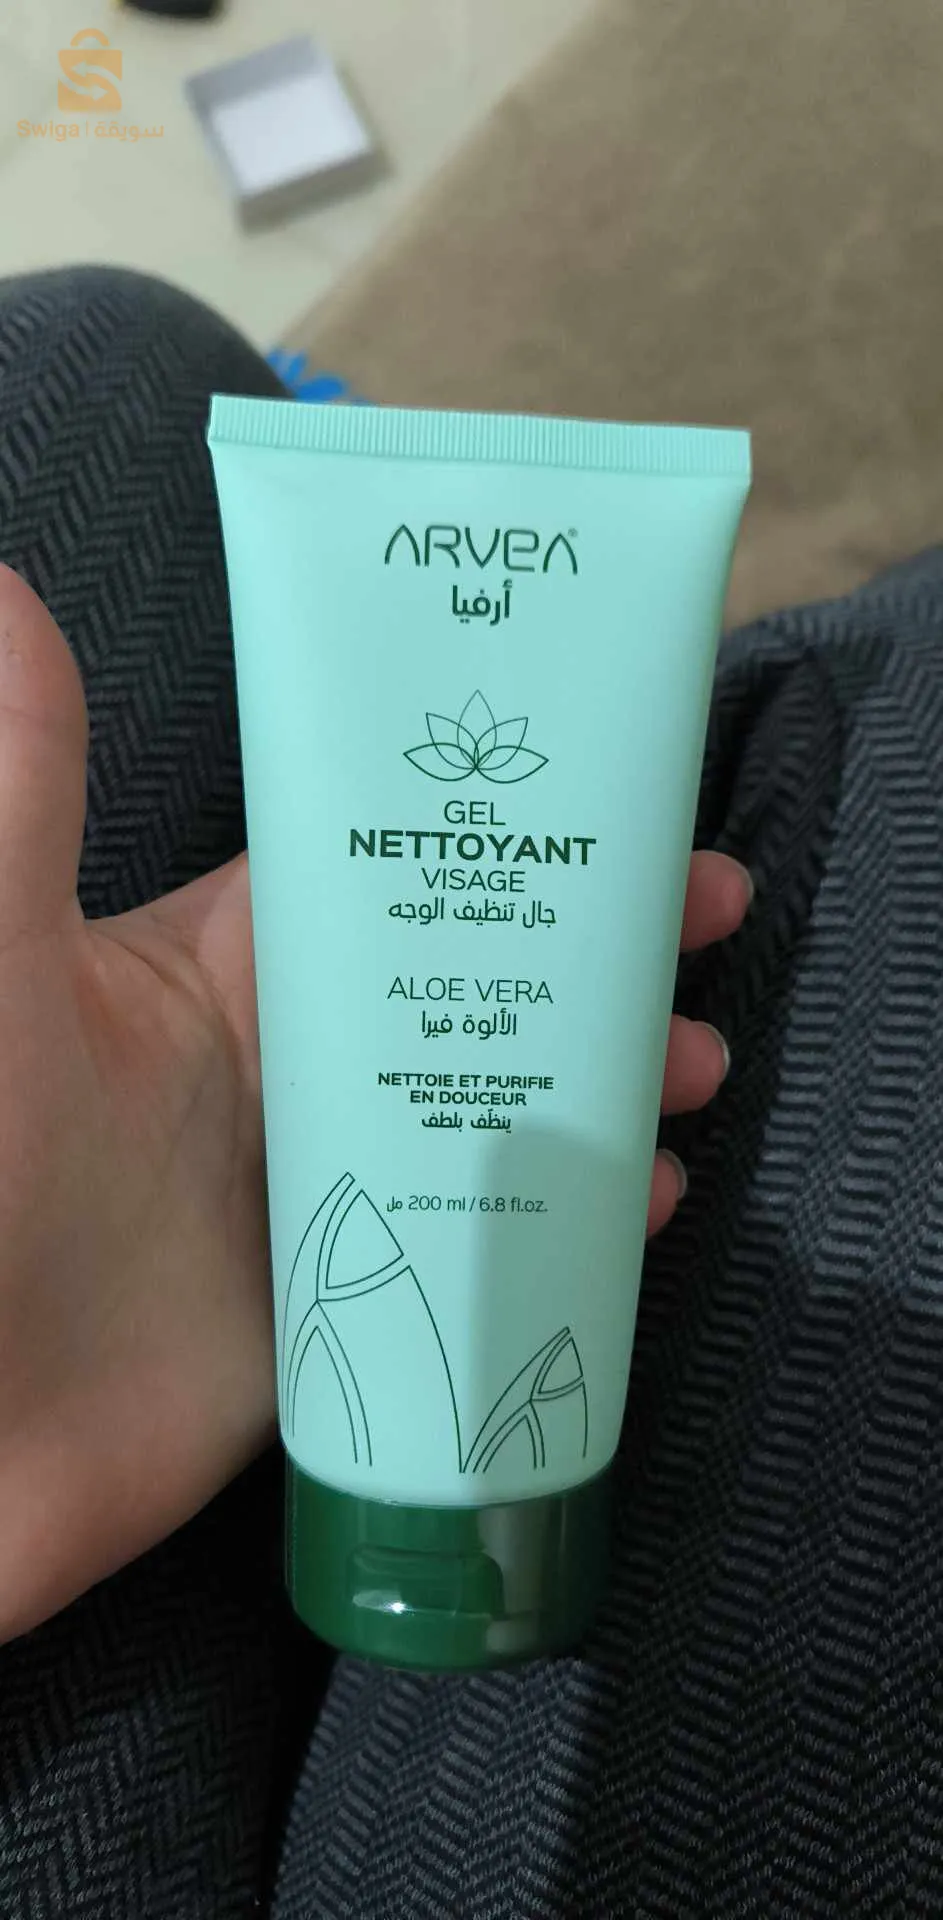 Swiga | سويقة
ARVEA®
أرفيا
GEL
NETTOYANT
VISAGE
جال تنظيف الوجه
ALOE VERA
الألوة فيرا
NETTOIE ET PURIFIE
EN DOUCEUR
ينظّف بلطف
200 ml / 6.8 fl.oz. مل